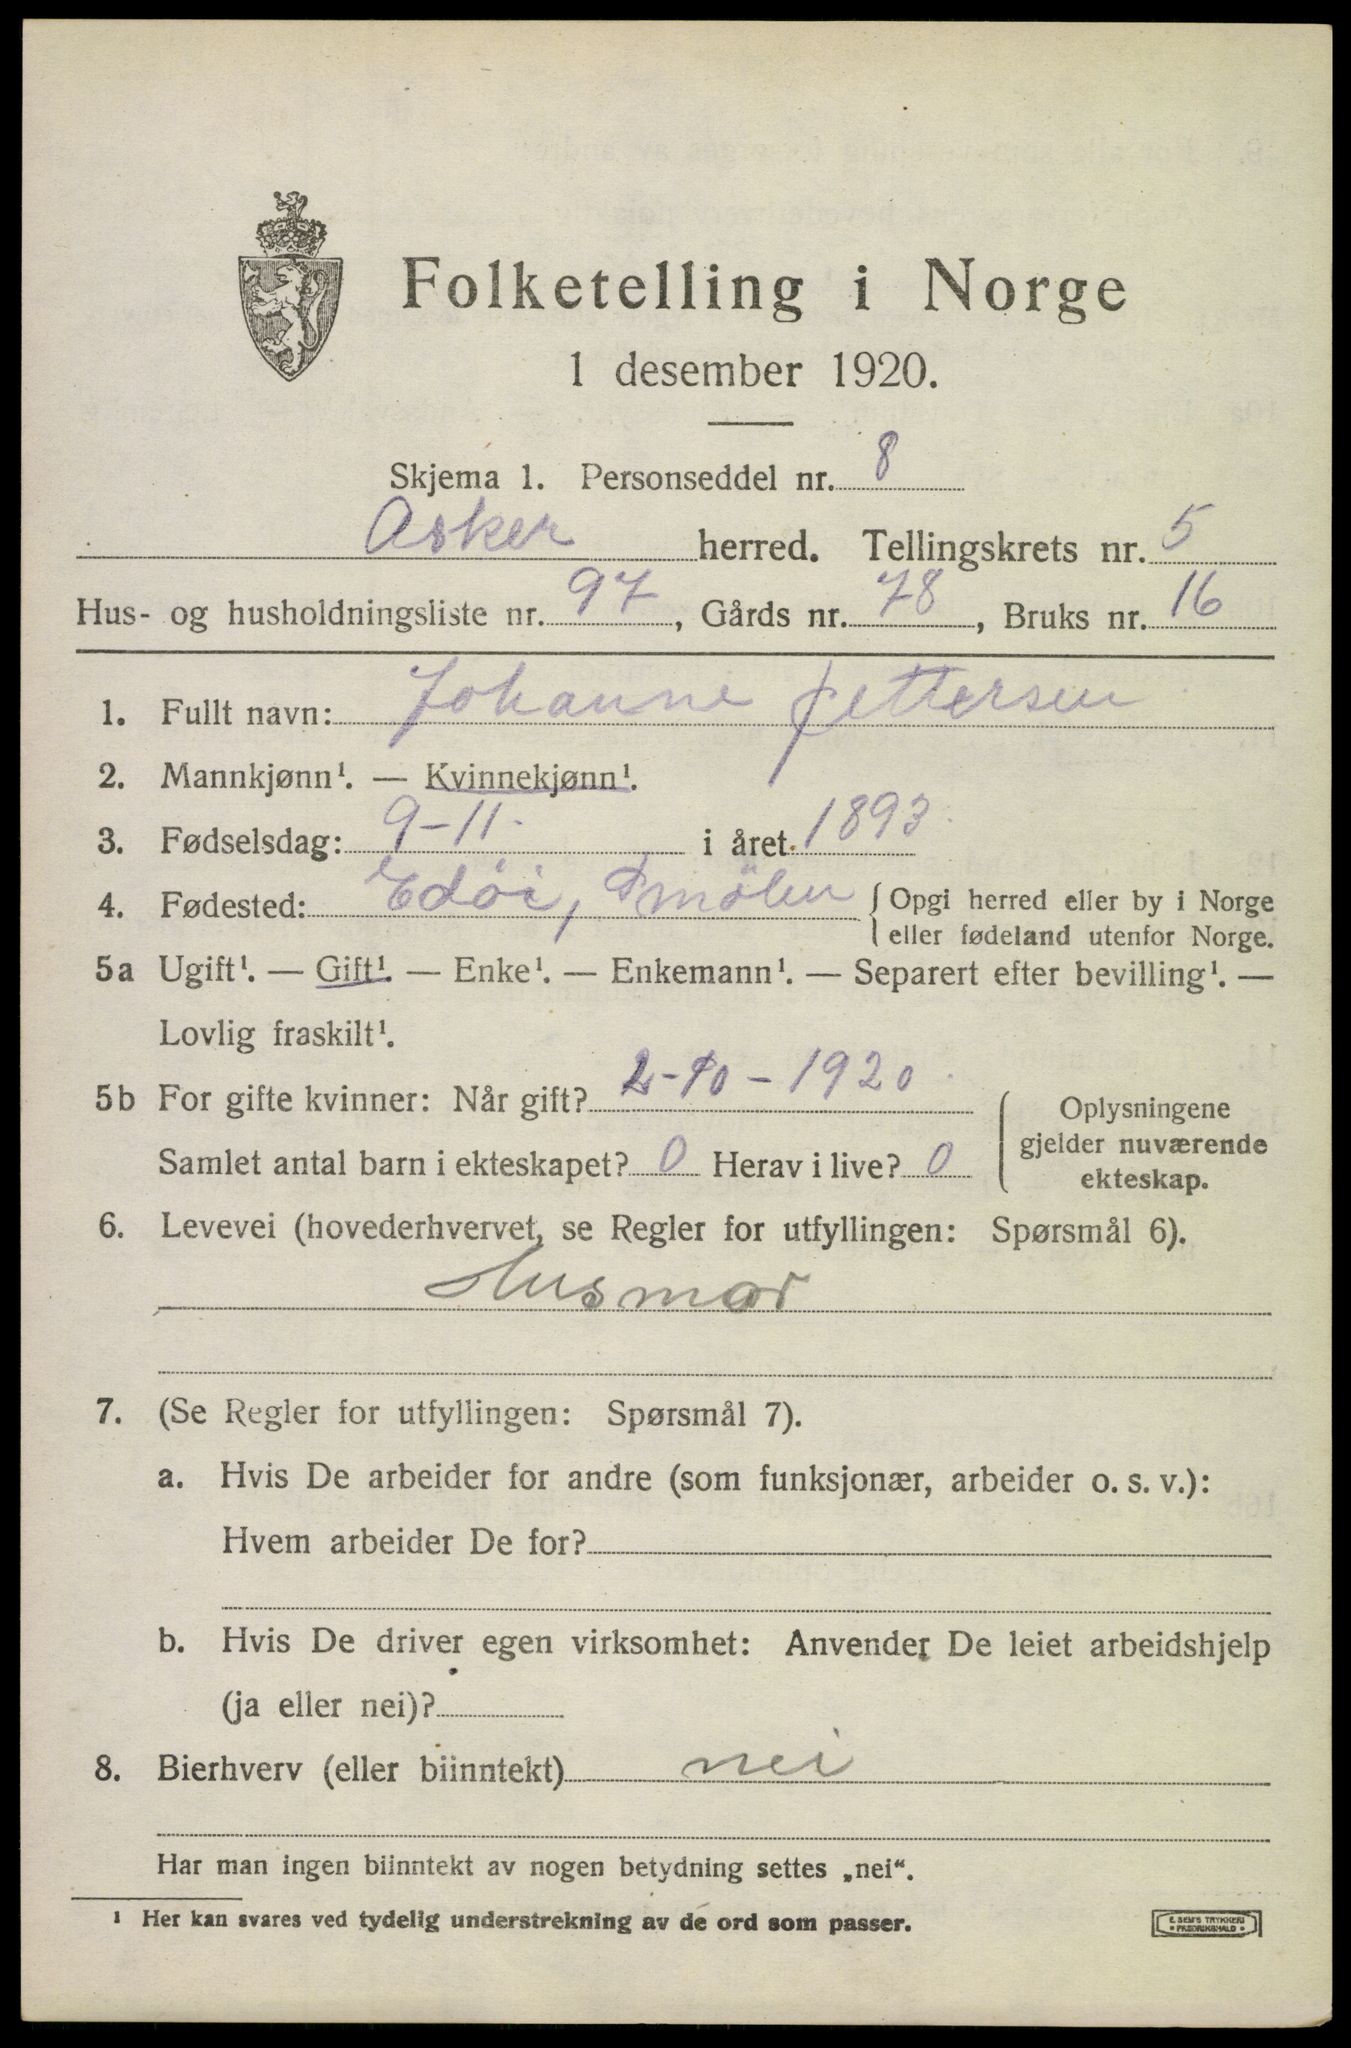 Folketelling i Norge
1 desember 1920.
Skjema 1. Personseddel nr. 8
Asker herred. Tellingskrets nr. 5
Hus- og husholdningsliste nr. 97, Gårds nr. 78, Bruks nr. 16
1. Fullt navn: Johanne Pettersen
2. Mannkjønn¹. — Kvinnekjønn¹.
3. Fødselsdag: 9-11. i året 1893.
4. Fødested: Edöi, Smölen { Opgi herred eller by i Norge
eller fødeland utenfor Norge.
5a Ugift¹. — Gift¹. — Enke¹. — Enkemann¹. — Separert efter bevilling¹. —
Lovlig fraskilt¹.
5b For gifte kvinner: Når gift? 2-10-1920.
Samlet antal barn i ekteskapet? 0 Herav i live? 0
Oplysningene
gjelder nuværende
ekteskap.
6. Levevei (hovederhvervet, se Regler for utfyllingen: Spørsmål 6).
Husmor
7. (Se Regler for utfyllingen: Spørsmål 7).
a. Hvis De arbeider for andre (som funksjonær, arbeider o. s. v.):
Hvem arbeider De for?
b. Hvis De driver egen virksomhet: Anvender De leiet arbeidshjelp
(ja eller nei)?
8. Bierhverv (eller biinntekt) nei
Har man ingen biinntekt av nogen betydning settes „nei“.
¹ Her kan svares ved tydelig understrekning av de ord som passer.
E. SEM'S TRYKKERI
FREDRIKSHALD